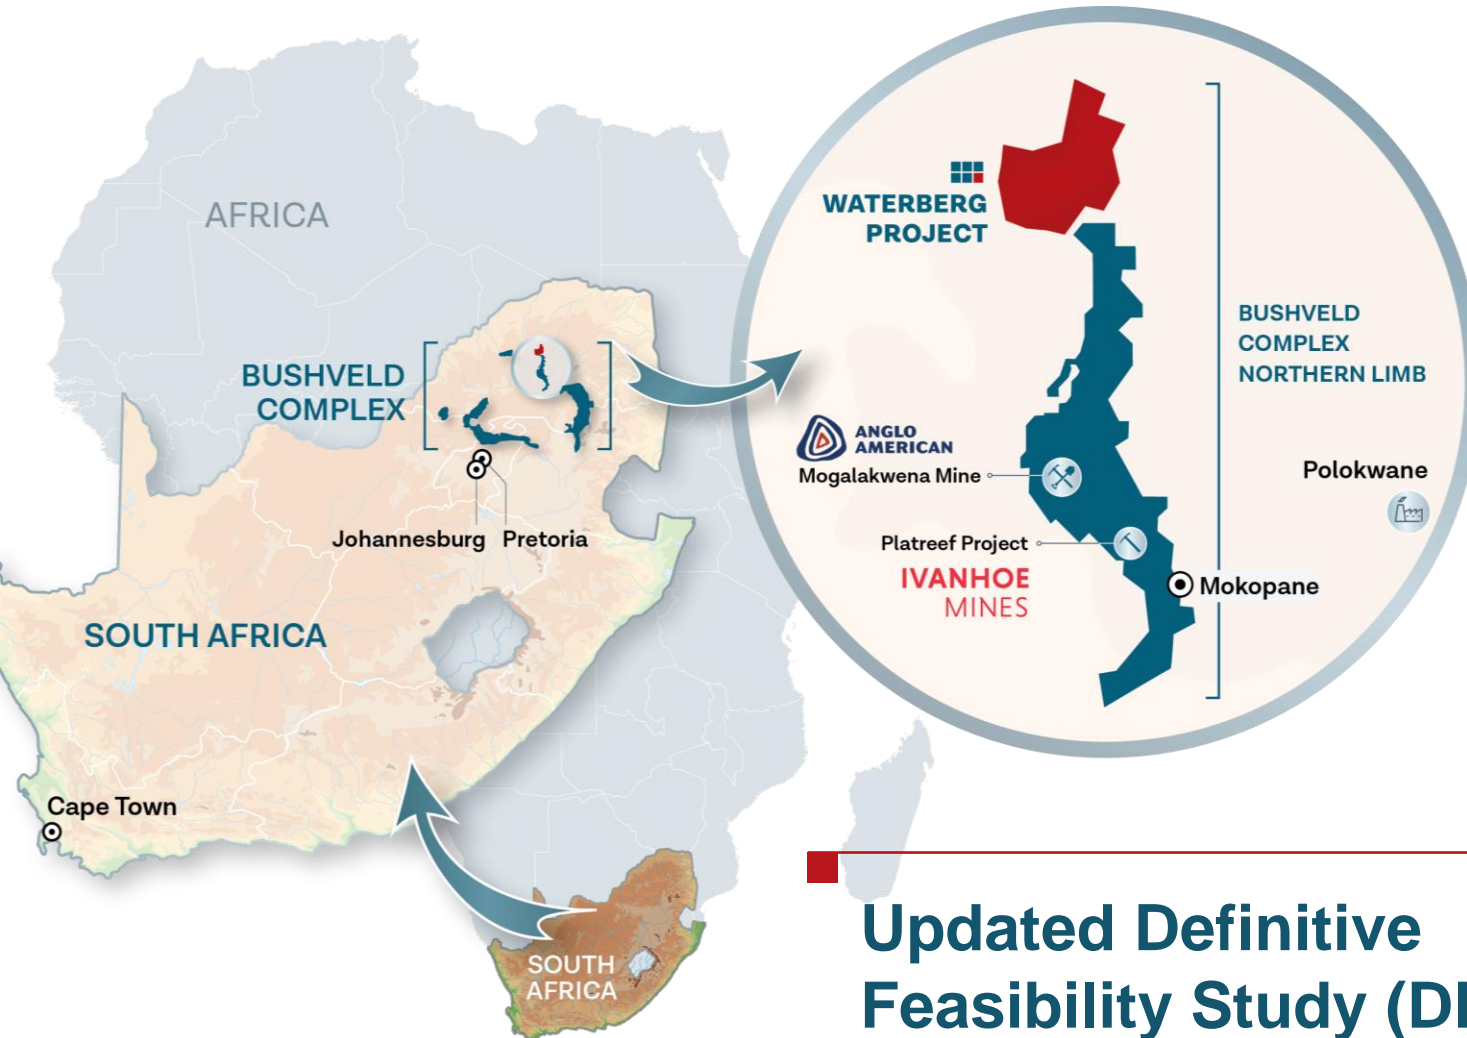 AFRICA
BUSHVELD
COMPLEX
Johannesburg
Pretoria
SOUTH AFRICA
Cape Town
SOUTH
AFRICA
WATERBERG
PROJECT
BUSHVELD
COMPLEX
NORTHERN LIMB
ANGLO
AMERICAN
Mogalakwena Mine
Polokwane
Platreef Project
IVANHOE
MINES
Mokopane
Updated Definitive
Feasibility Study (D